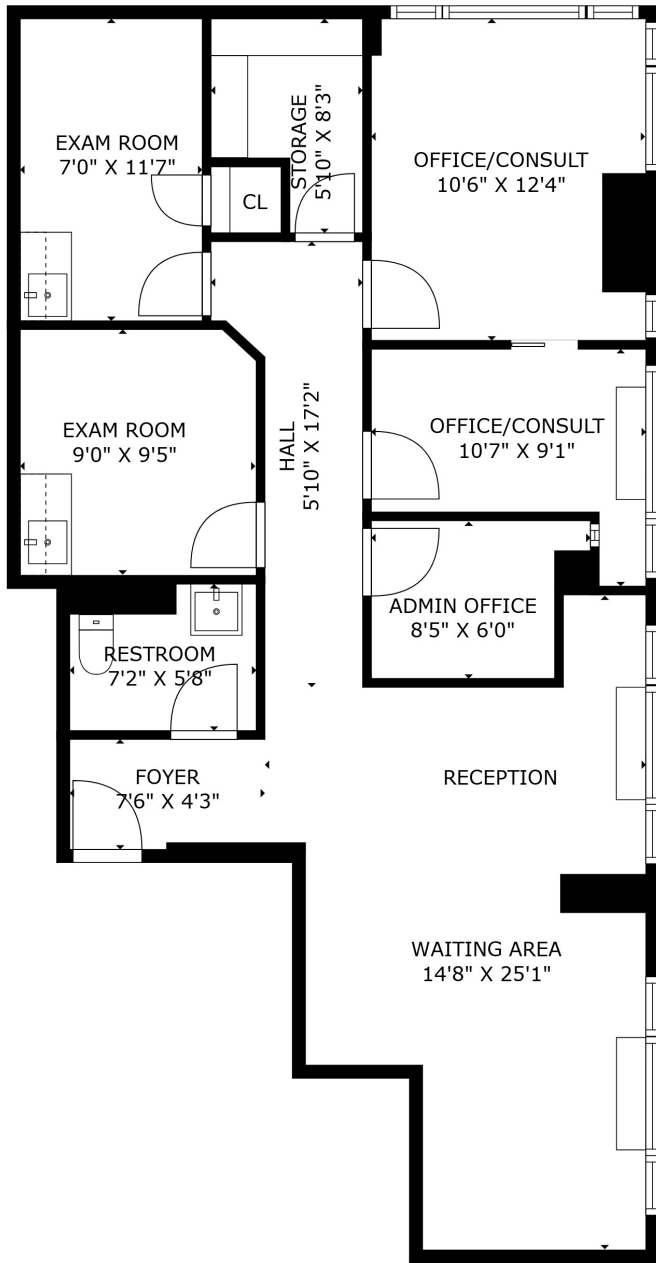 EXAM ROOM
7'0" X 11'7"
STORAGE
5'10" X 8'3"
CL
OFFICE/CONSULT
10'6" X 12'4"
EXAM ROOM
9'0" X 9'5"
HALL
5'10" X 17'2"
OFFICE/CONSULT
10'7" X 9'1"
ADMIN OFFICE
8'5" X 6'0"
RESTROOM
7'2" X 5'8"
FOYER
7'6" X 4'3"
RECEPTION
WAITING AREA
14'8" X 25'1"